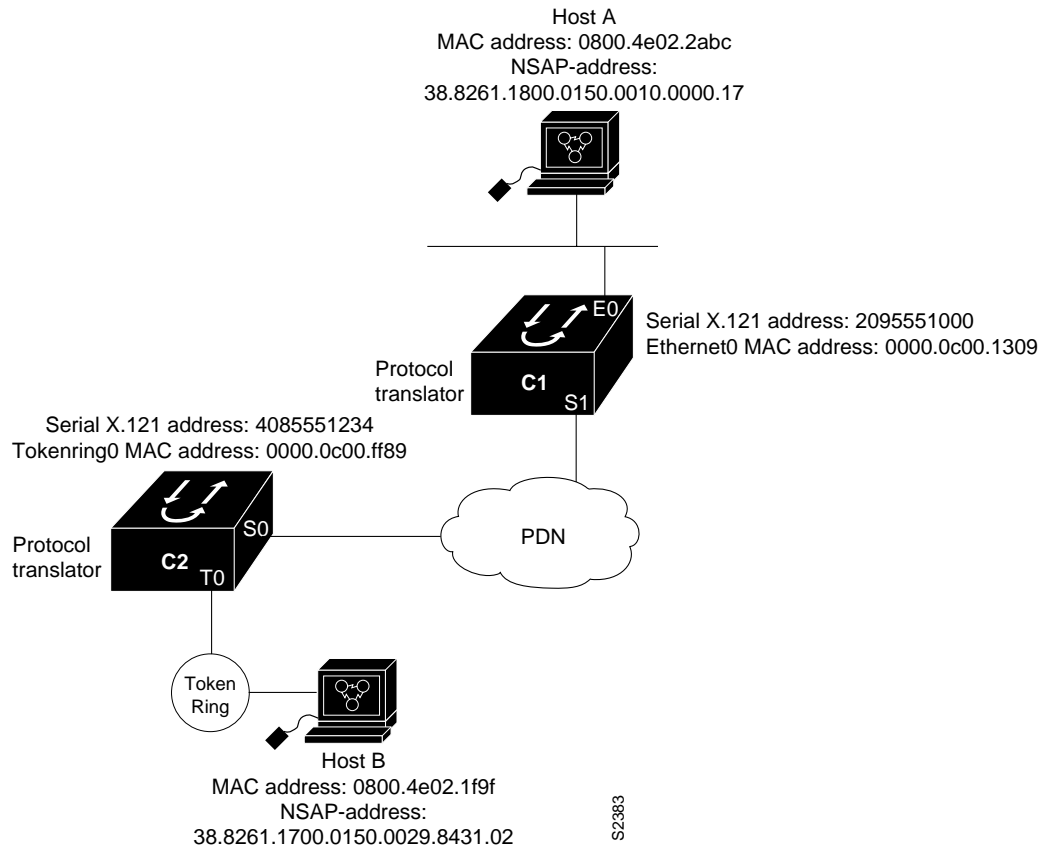 Host A
MAC address: 0800.4e02.2abc
NSAP-address:
38.8261.1800.0150.0010.0000.17
E0
Serial X.121 address: 2095551000
Ethernet0 MAC address: 0000.0c00.1309
Protocol
translator
C1
S1
Serial X.121 address: 4085551234
Tokenring0 MAC address: 0000.0c00.ff89
S0
PDN
Protocol
translator
C2
T0
Token
Ring
Host B
MAC address: 0800.4e02.1f9f
NSAP-address:
38.8261.1700.0150.0029.8431.02
S2383